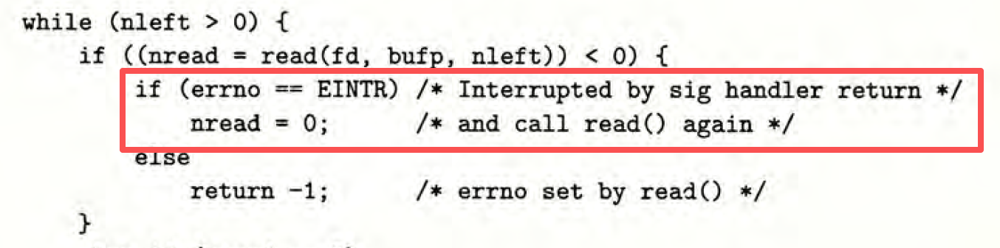 while (nleft > 0) {
if ((nread = read(fd, bufp, nleft)) < 0) {
if (errno == EINTR) /* Interrupted by sig handler return */
nread = 0; /* and call read() again */
else
return -1; /* errno set by read() */
}